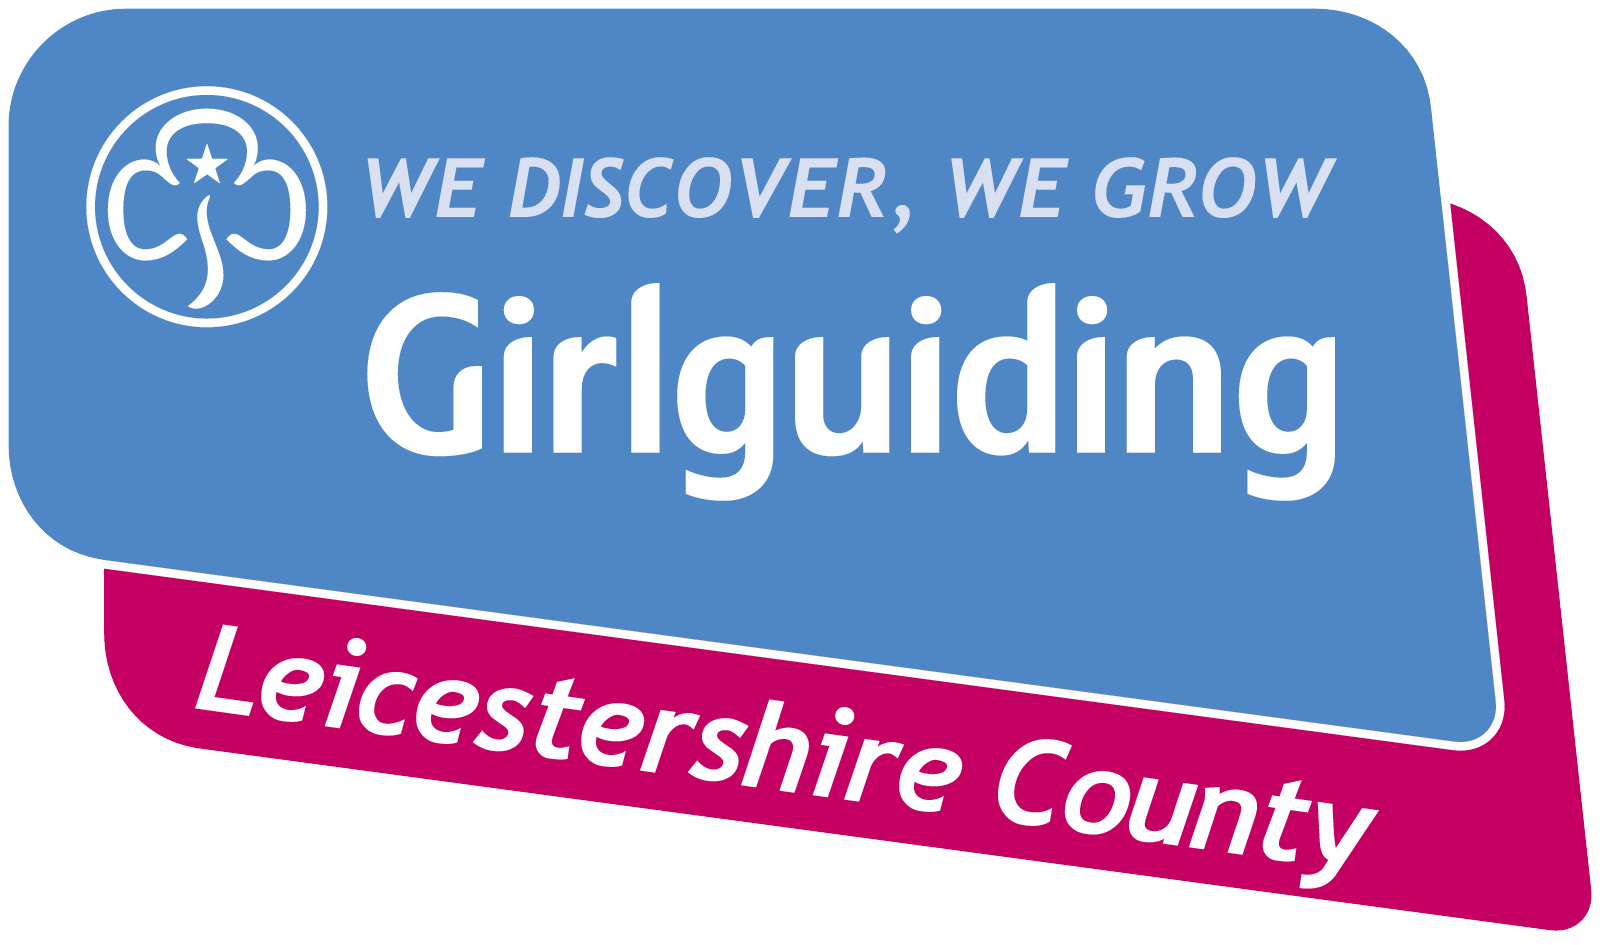 WE DISCOVER, WE GROW
Girlguiding
Leicestershire County